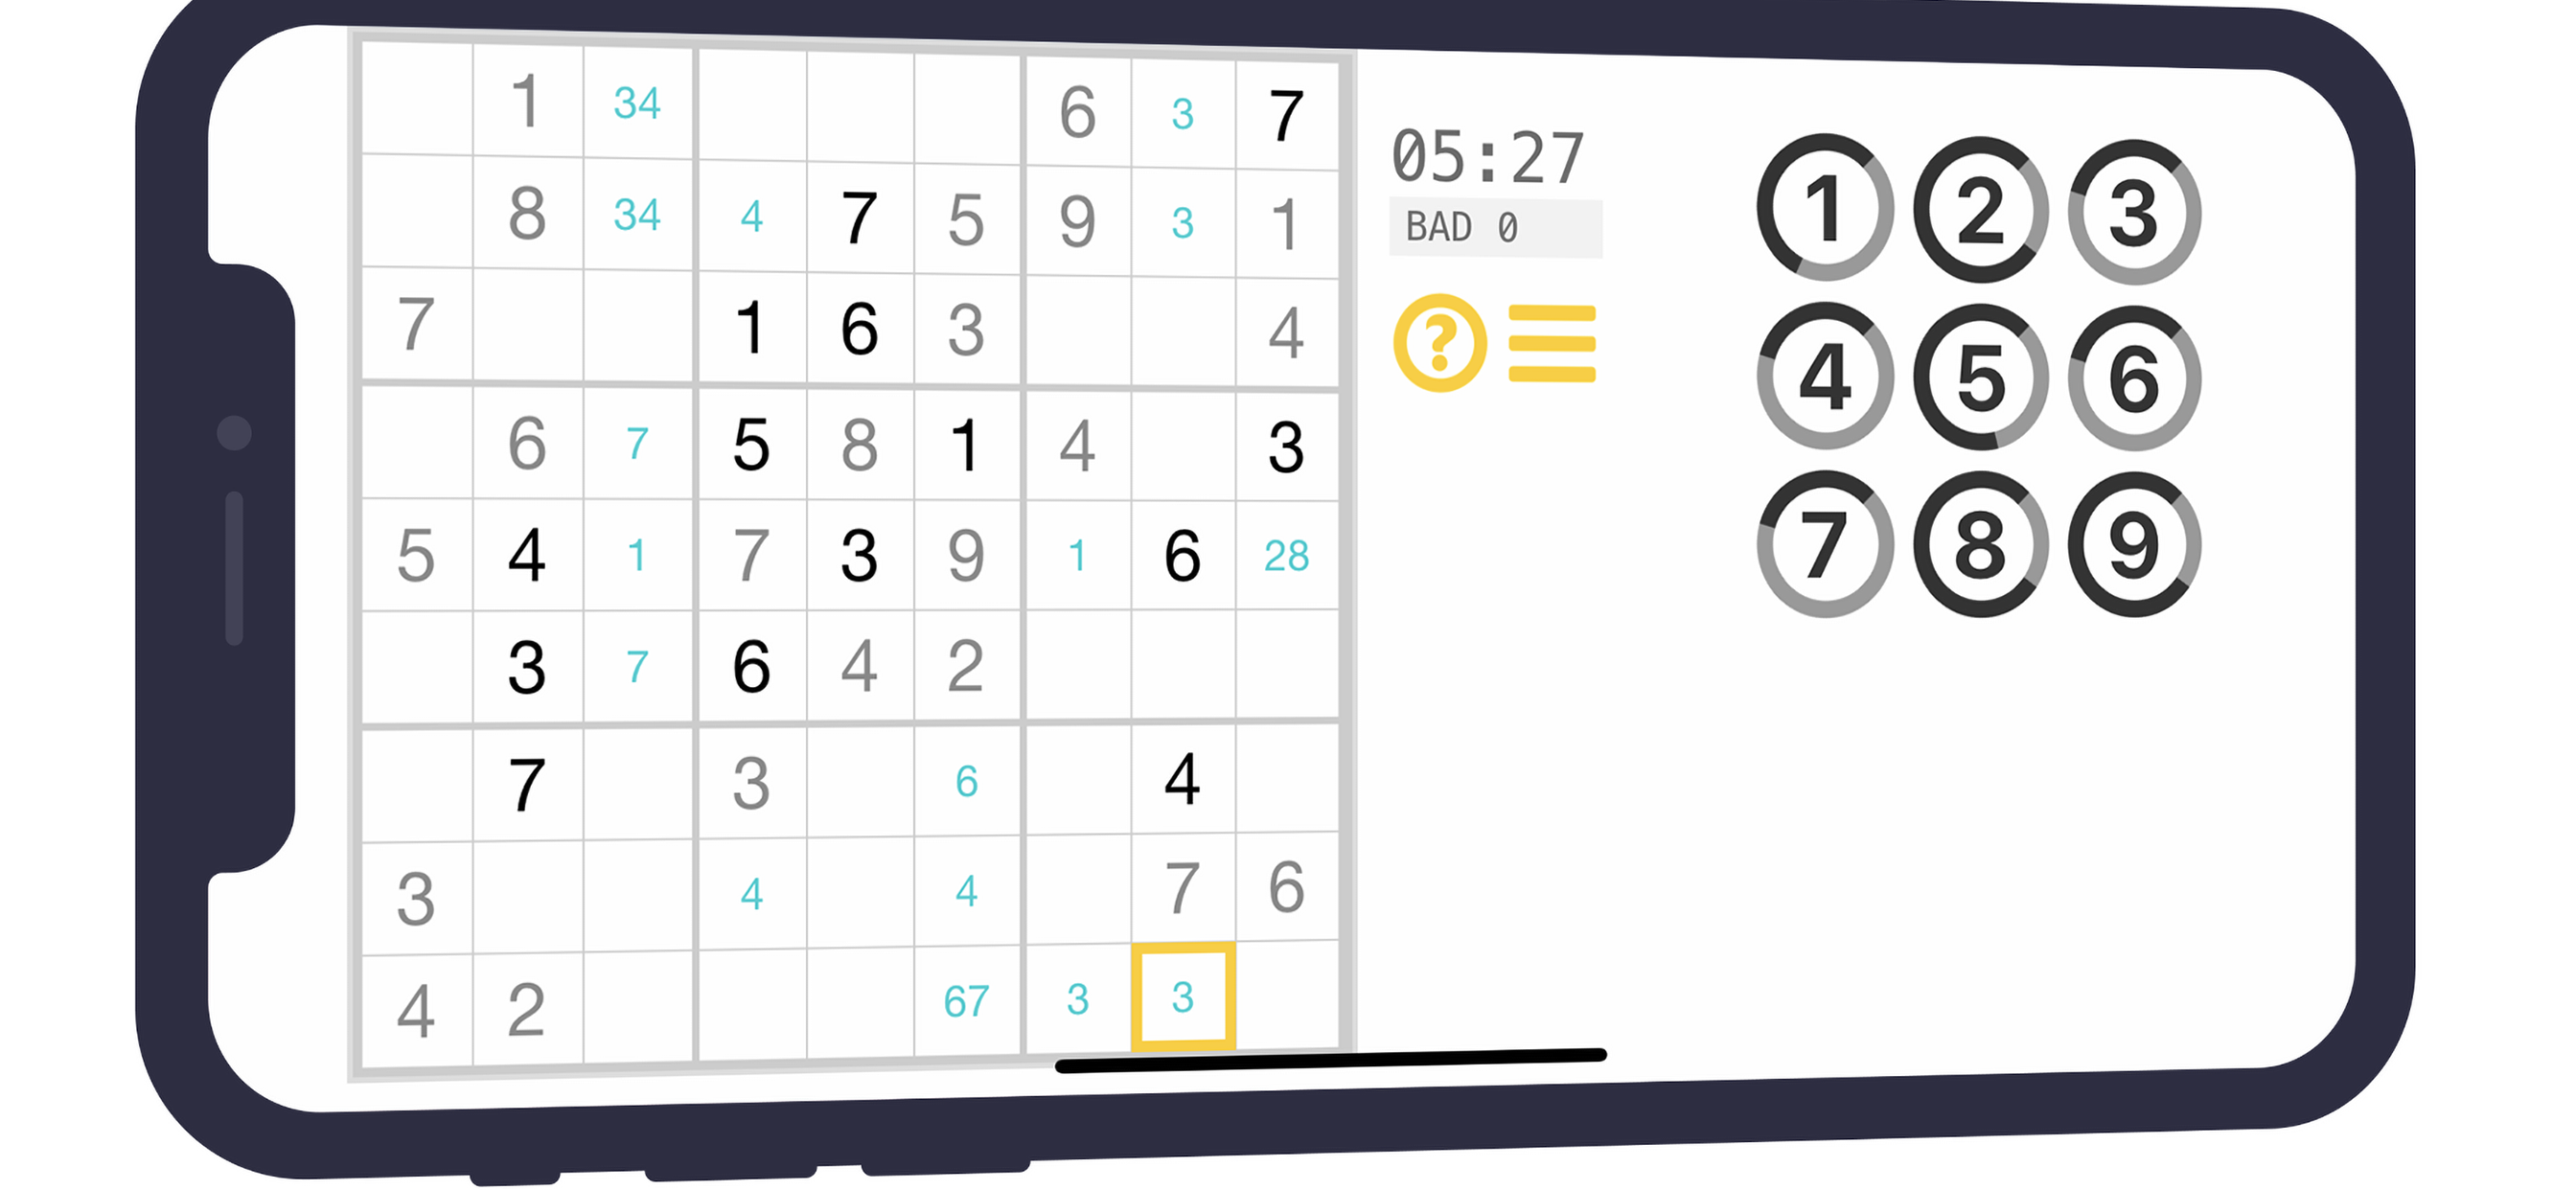 1 34 6 3 7
8 34 4 7 5 9 3 1
7 1 6 3 4
6 7 5 8 1 4 3
5 4 1 7 3 9 1 6 28
3 7 6 4 2
7 3 6 4
3 4 4 7 6
4 2 67 3 3
05:27
BAD 0
?
1 2 3
4 5 6
7 8 9